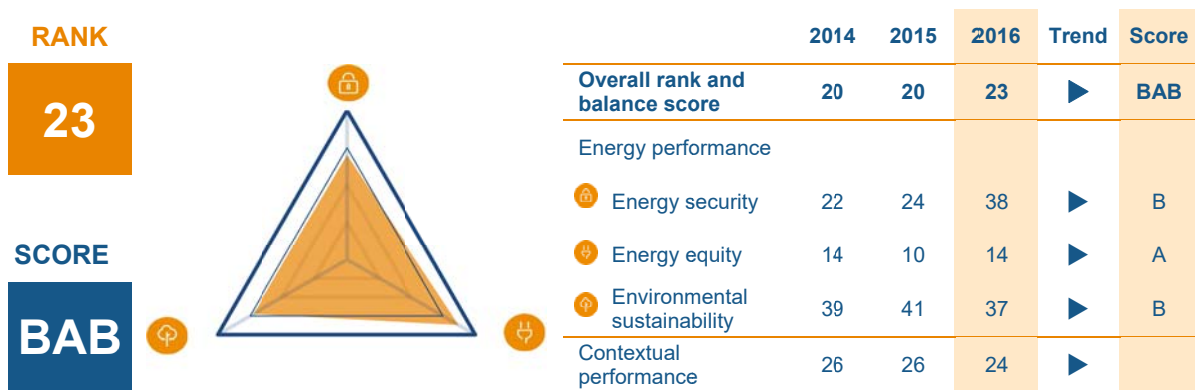 RANK
23
SCORE
BAB
2014 2015 2016 Trend Score
Overall rank and
balance score 20 20 23 BAB
Energy performance
Energy security 22 24 38 B
Energy equity 14 10 14 A
Environmental
sustainability 39 41 37 B
Contextual
performance 26 26 24